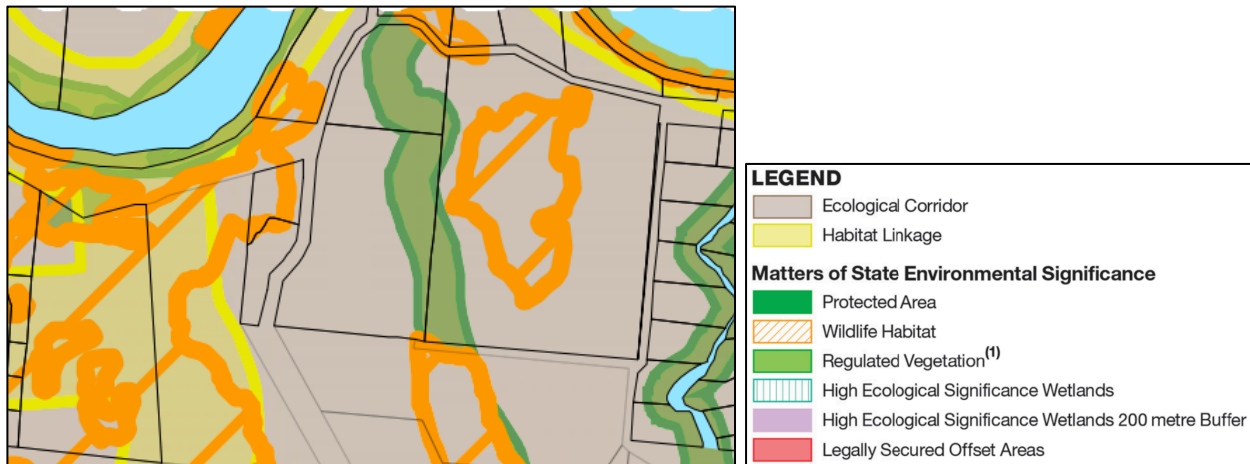 LEGEND
Ecological Corridor
Habitat Linkage
Matters of State Environmental Significance
Protected Area
Wildlife Habitat
Regulated Vegetation(1)
High Ecological Significance Wetlands
High Ecological Significance Wetlands 200 metre Buffer
Legally Secured Offset Areas